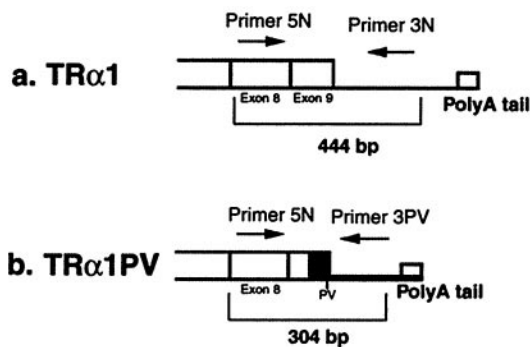 Primer 5N Primer 3N
a. TRα1
Exon 8 Exon 9
PolyA tail
444 bp
Primer 5N Primer 3PV
b. TRα1PV
Exon 8
PV
PolyA tail
304 bp